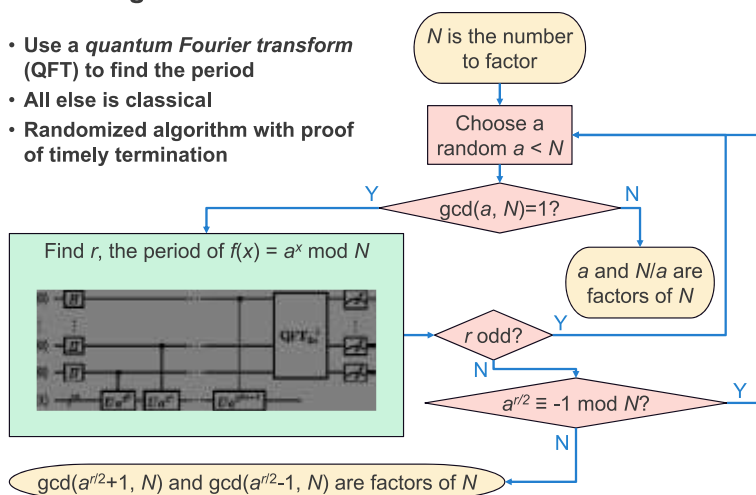 • Use a quantum Fourier transform
(QFT) to find the period
• All else is classical
• Randomized algorithm with proof
of timely termination
N is the number
to factor
Choose a
random a < N
gcd(a, N)=1?
Y
N
a and N/a are
factors of N
Find r, the period of f(x) = aˣ mod N
H
H
H
r odd?
Y
N
a^{r/2} ≡ -1 mod N?
Y
N
gcd(a^{r/2}+1, N) and gcd(a^{r/2}-1, N) are factors of N